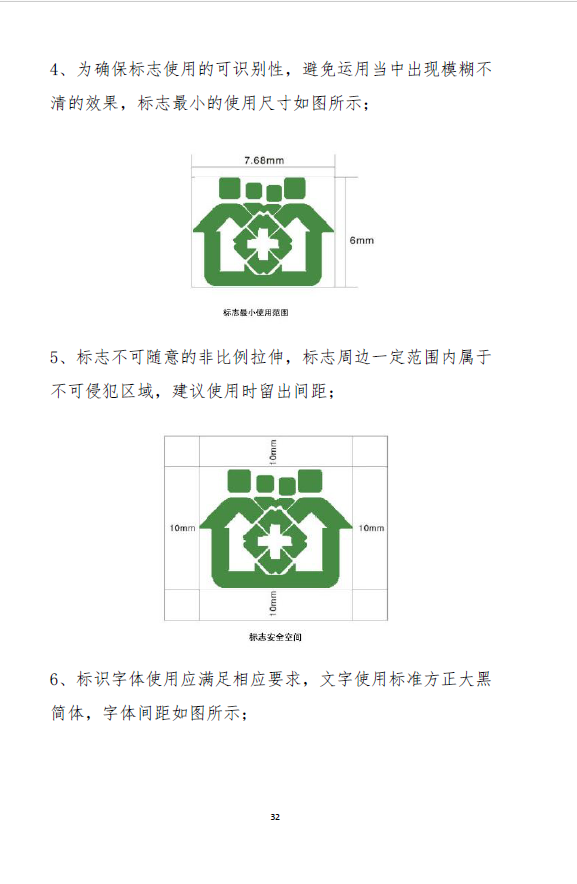 4、为确保标志使用的可识别性，避免运用当中出现模糊不
清的效果，标志最小的使用尺寸如图所示；
7.68mm
6mm
标志最小使用范围
5、标志不可随意的非比例拉伸，标志周边一定范围内属于
不可侵犯区域，建议使用时留出间距；
10mm
10mm
10mm
10mm
标志安全空间
6、标识字体使用应满足相应要求，文字使用标准方正大黑
简体，字体间距如图所示；
32